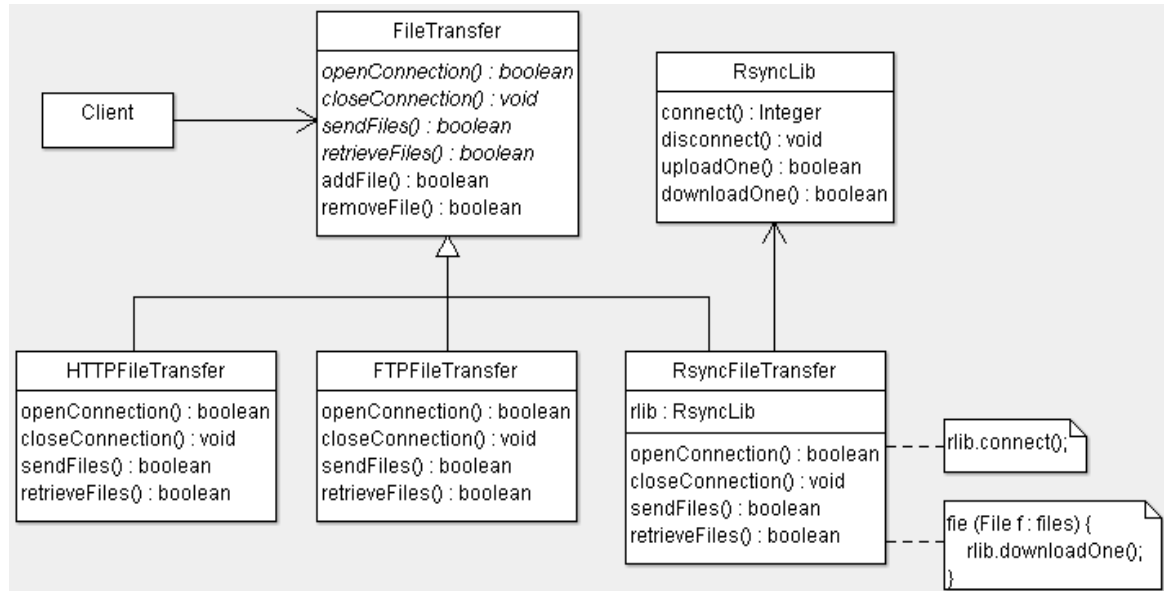 FileTransfer
openConnection() : boolean
closeConnection() : void
sendFiles() : boolean
retrieveFiles() : boolean
addFile() : boolean
removeFile() : boolean
Client
RsyncLib
connect() : Integer
disconnect() : void
uploadOne() : boolean
downloadOne() : boolean
HTTPFileTransfer
openConnection() : boolean
closeConnection() : void
sendFiles() : boolean
retrieveFiles() : boolean
FTPFileTransfer
openConnection() : boolean
closeConnection() : void
sendFiles() : boolean
retrieveFiles() : boolean
RsyncFileTransfer
rlib : RsyncLib
openConnection() : boolean
closeConnection() : void
sendFiles() : boolean
retrieveFiles() : boolean
rlib.connect();
fie (File f : files) {
rlib.downloadOne();
}